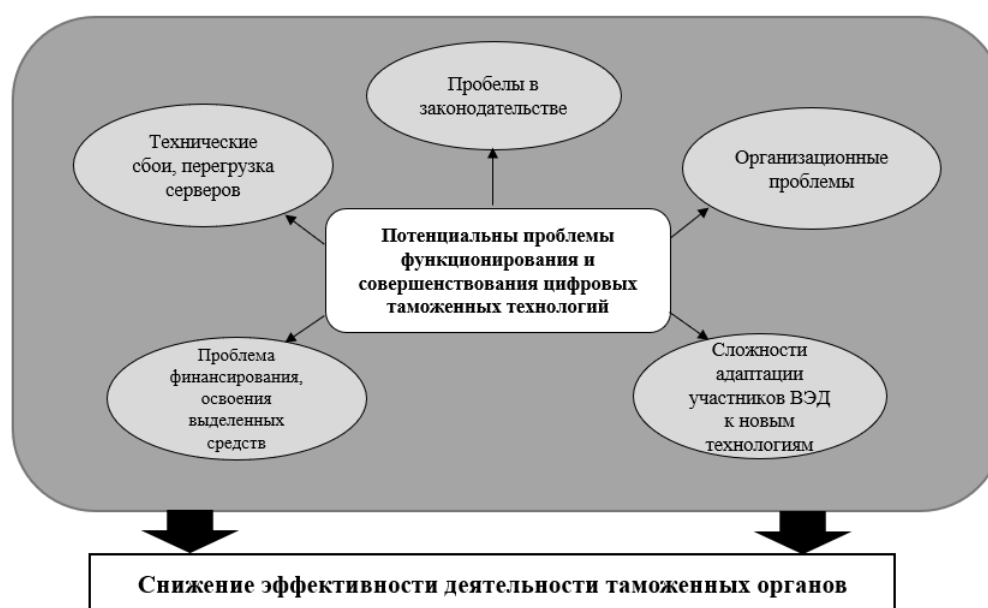 Пробелы в
законодательстве
Технические
сбои, перегрузка
серверов
Организационные
проблемы
Потенциальны проблемы
функционирования и
совершенствования цифровых
таможенных технологий
Проблема
финансирования,
освоения
выделенных
средств
Сложности
адаптации
участников ВЭД
к новым
технологиям
Снижение эффективности деятельности таможенных органов